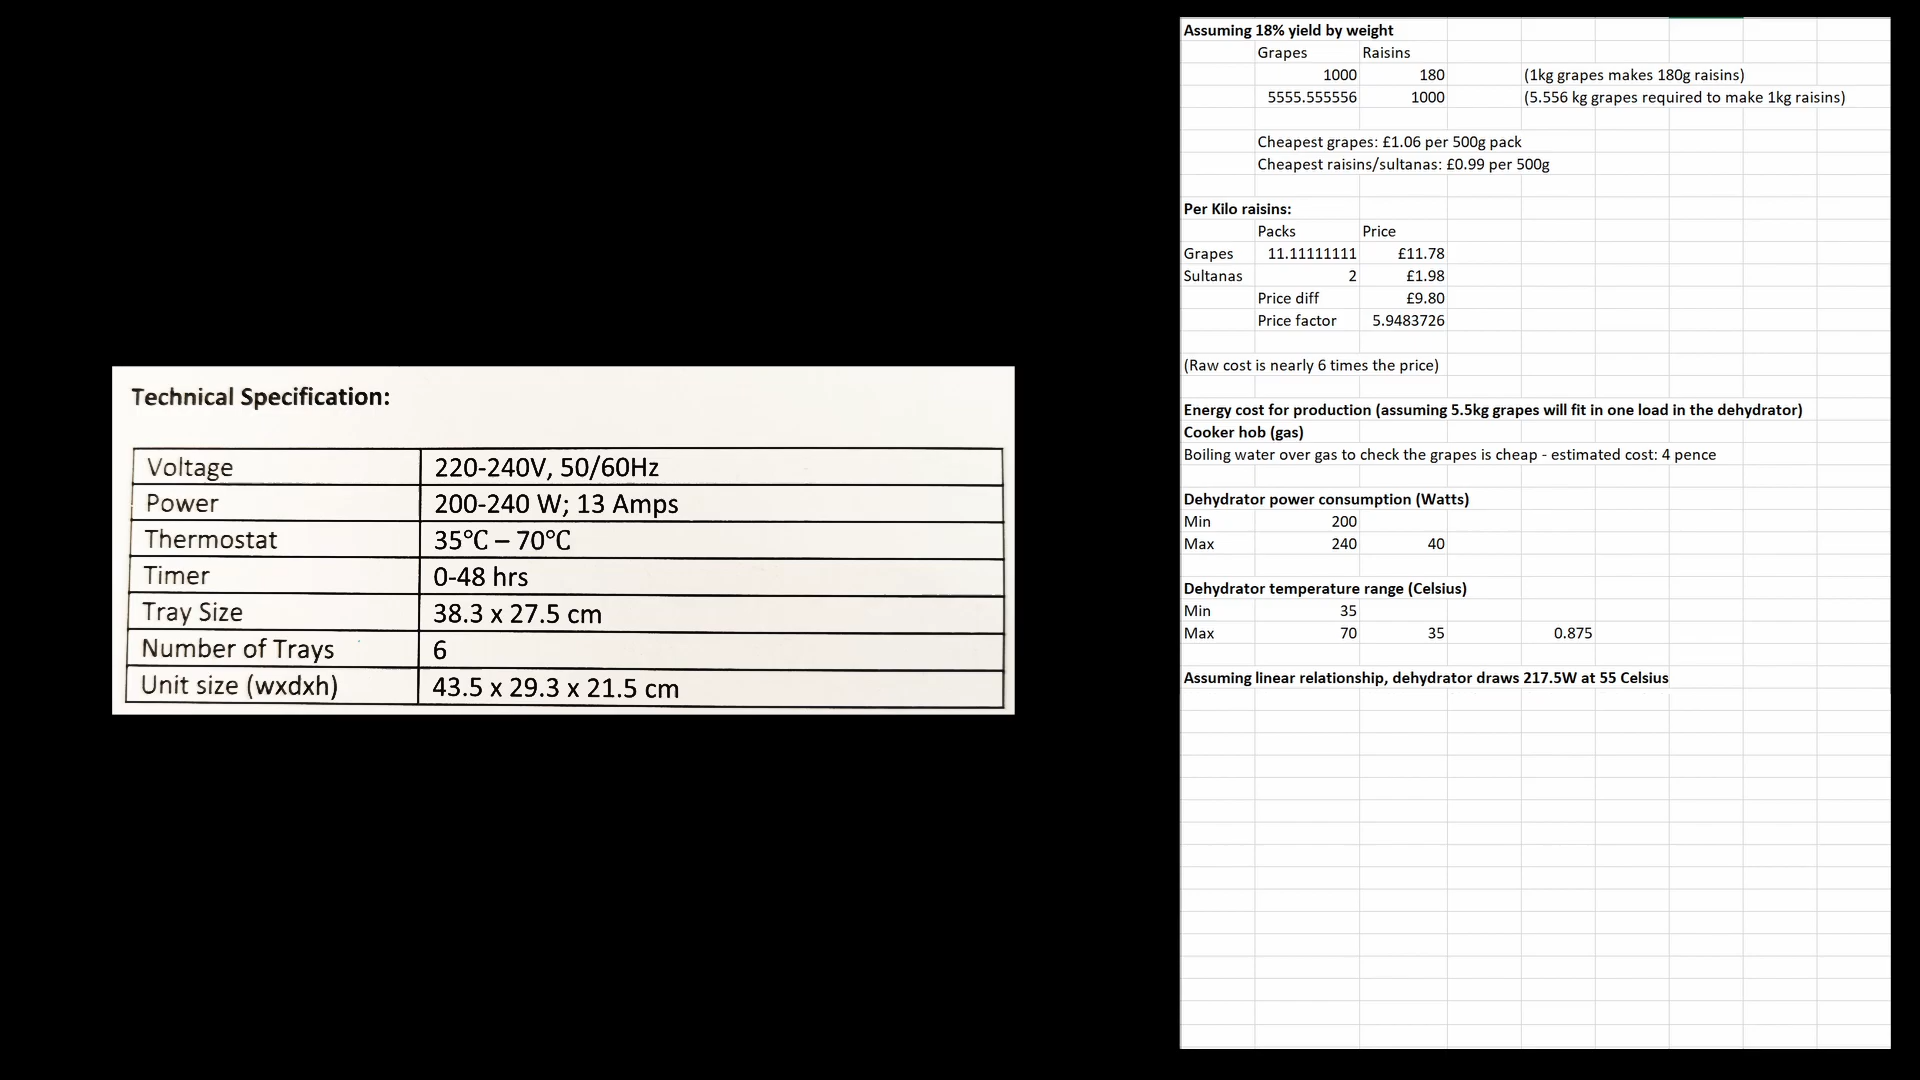 Technical Specification:
Voltage 220-240V, 50/60Hz
Power 200-240 W; 13 Amps
Thermostat 35°C – 70°C
Timer 0-48 hrs
Tray Size 38.3 x 27.5 cm
Number of Trays 6
Unit size (wxdxh) 43.5 x 29.3 x 21.5 cm
Assuming 18% yield by weight
Grapes Raisins
1000 180 (1kg grapes makes 180g raisins)
5555.555556 1000 (5.556 kg grapes required to make 1kg raisins)
Cheapest grapes: £1.06 per 500g pack
Cheapest raisins/sultanas: £0.99 per 500g
Per Kilo raisins:
Packs Price
Grapes 11.11111111 £11.78
Sultanas 2 £1.98
Price diff £9.80
Price factor 5.9483726
(Raw cost is nearly 6 times the price)
Energy cost for production (assuming 5.5kg grapes will fit in one load in the dehydrator)
Cooker hob (gas)
Boiling water over gas to check the grapes is cheap - estimated cost: 4 pence
Dehydrator power consumption (Watts)
Min 200
Max 240 40
Dehydrator temperature range (Celsius)
Min 35
Max 70 35 0.875
Assuming linear relationship, dehydrator draws 217.5W at 55 Celsius